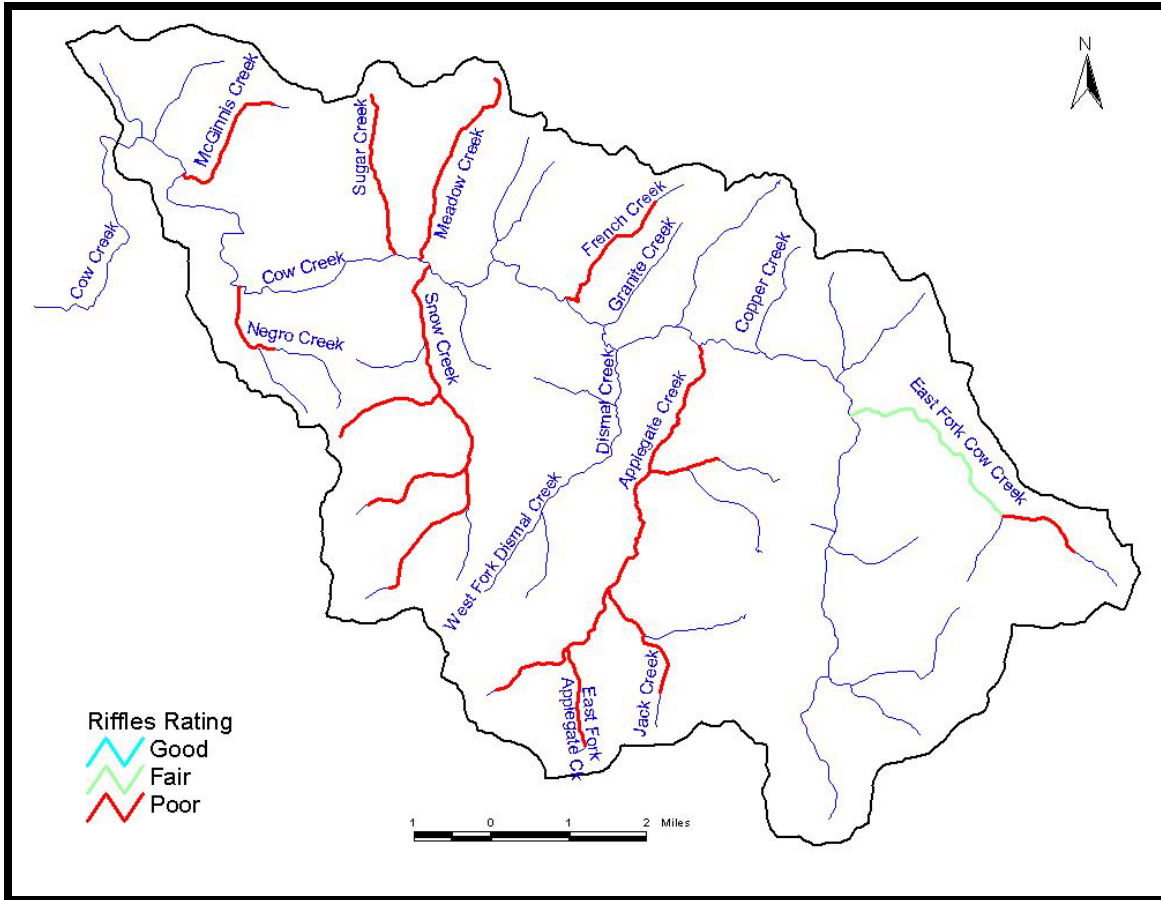 N
McGinnis Creek
Sugar Creek
Meadow Creek
French Creek
Granite Creek
Copper Creek
Cow Creek
Cow Creek
Negro Creek
Snow Creek
Dismal Creek
Applegate Creek
East Fork Cow Creek
West Fork Dismal Creek
Jack Creek
East Fork
Applegate Ck
Riffles Rating
Good
Fair
Poor
1 0 1 2 Miles